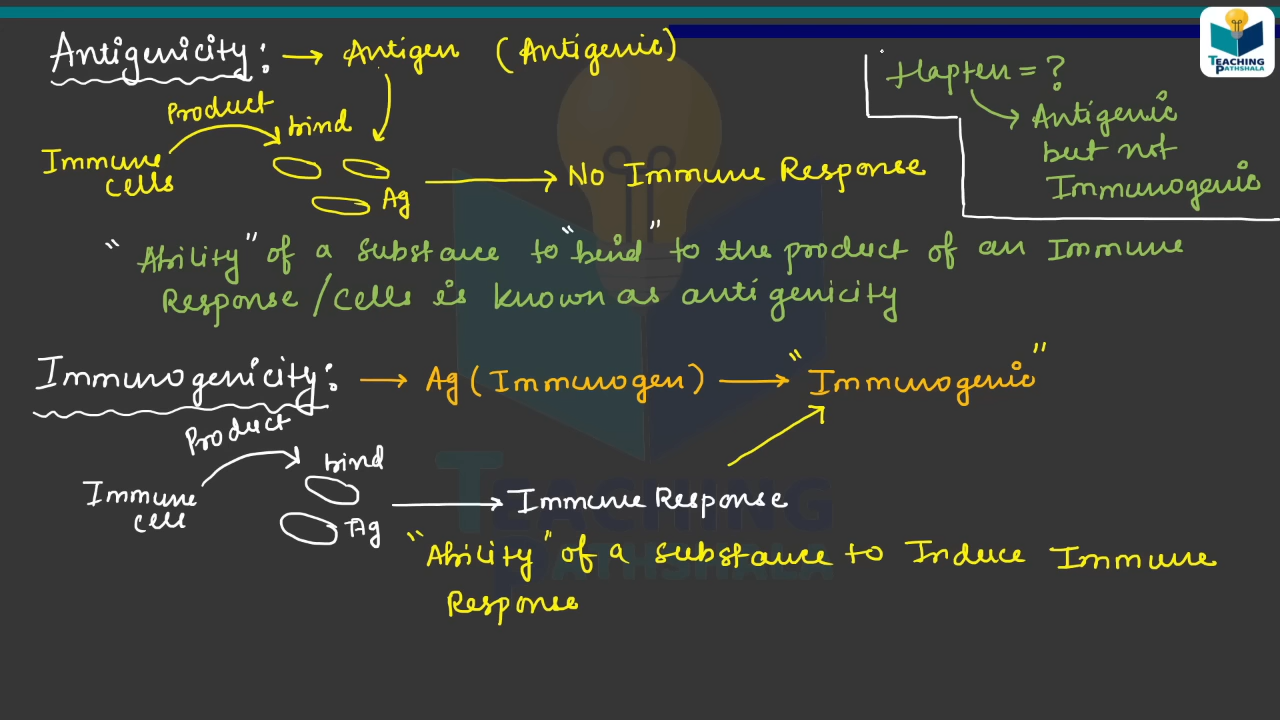 Antigenicity: → Antigen (Antigenic)
Product
bind
Immune
cells
Ag
→ No Immune Response
Hapten = ?
Antigenic
but not
Immunogenic
TEACHING
PATHSHALA
"Ability" of a substance to "bind" to the product of an Immune
Response/cells is known as antigenicity
Immunogenicity: → Ag (Immunogen) → "Immunogenic"
Product
bind
Immune
cell
Ag
→ Immune Response
"Ability" of a substance to Induce Immune
Response
TEACHING
PATHSHALA